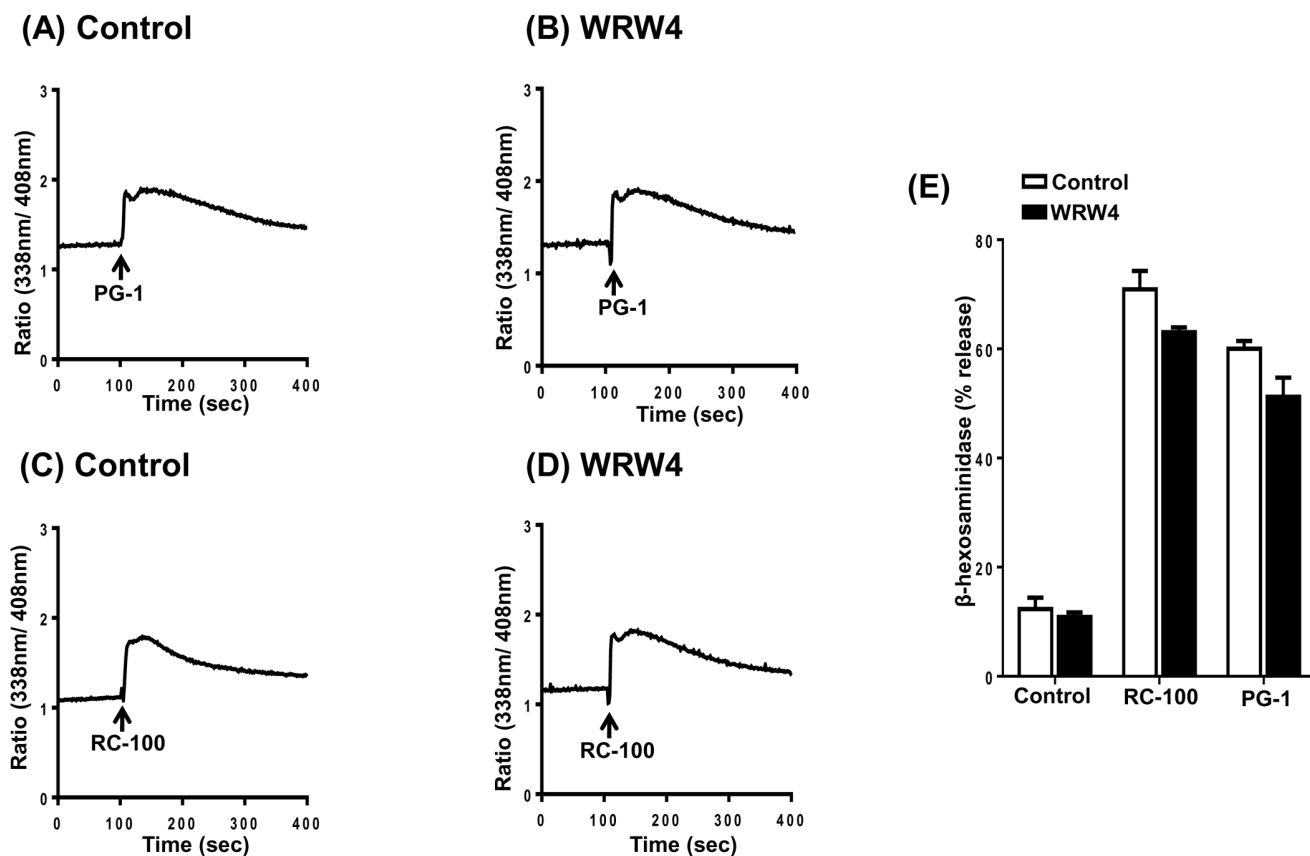 (A) Control
3
2
1
0
Ratio (338nm/ 408nm)
PG-1
0 100 200 300 400
Time (sec)
(B) WRW4
3
2
1
0
Ratio (338nm/ 408nm)
PG-1
0 100 200 300 400
Time (sec)
(C) Control
3
2
1
0
Ratio (338nm/ 408nm)
RC-100
0 100 200 300 400
Time (sec)
(D) WRW4
3
2
1
0
Ratio (338nm/ 408nm)
RC-100
0 100 200 300 400
Time (sec)
(E)
Control
WRW4
80
60
40
20
0
β-hexosaminidase (% release)
Control RC-100 PG-1